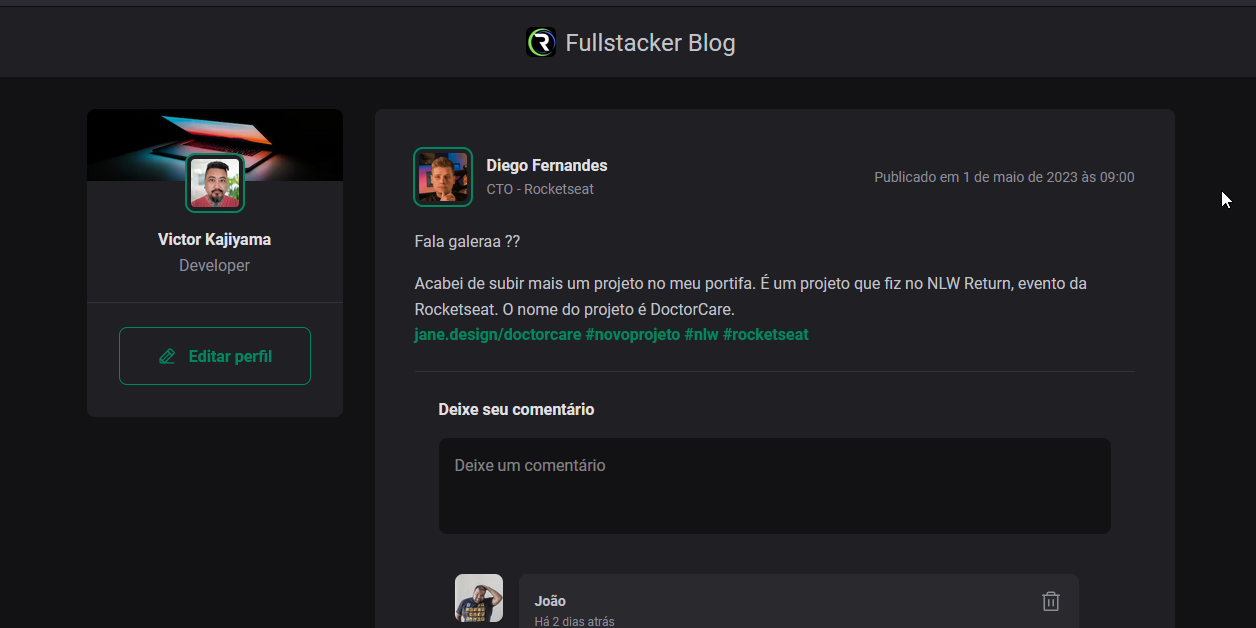 Fullstacker Blog
Victor Kajiyama
Developer
Editar perfil
Diego Fernandes
CTO - Rocketseat
Publicado em 1 de maio de 2023 às 09:00
Fala galeraa ??
Acabei de subir mais um projeto no meu portifa. É um projeto que fiz no NLW Return, evento da
Rocketseat. O nome do projeto é DoctorCare.
jane.design/doctorcare #novoprojeto #nlw #rocketseat
Deixe seu comentário
Deixe um comentário
João
Há 2 dias atrás